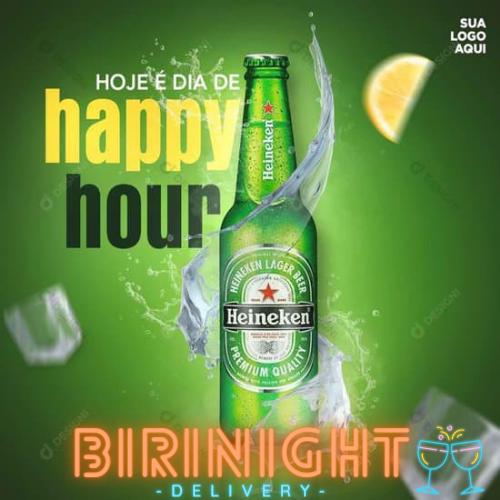 SUA
LOGO
AQUI
HOJE É DIA DE
happy
hour
Heineken
HEINEKEN LAGER BEER
Heineken
PREMIUM QUALITY
BIRINIGHT
-DELIVERY-